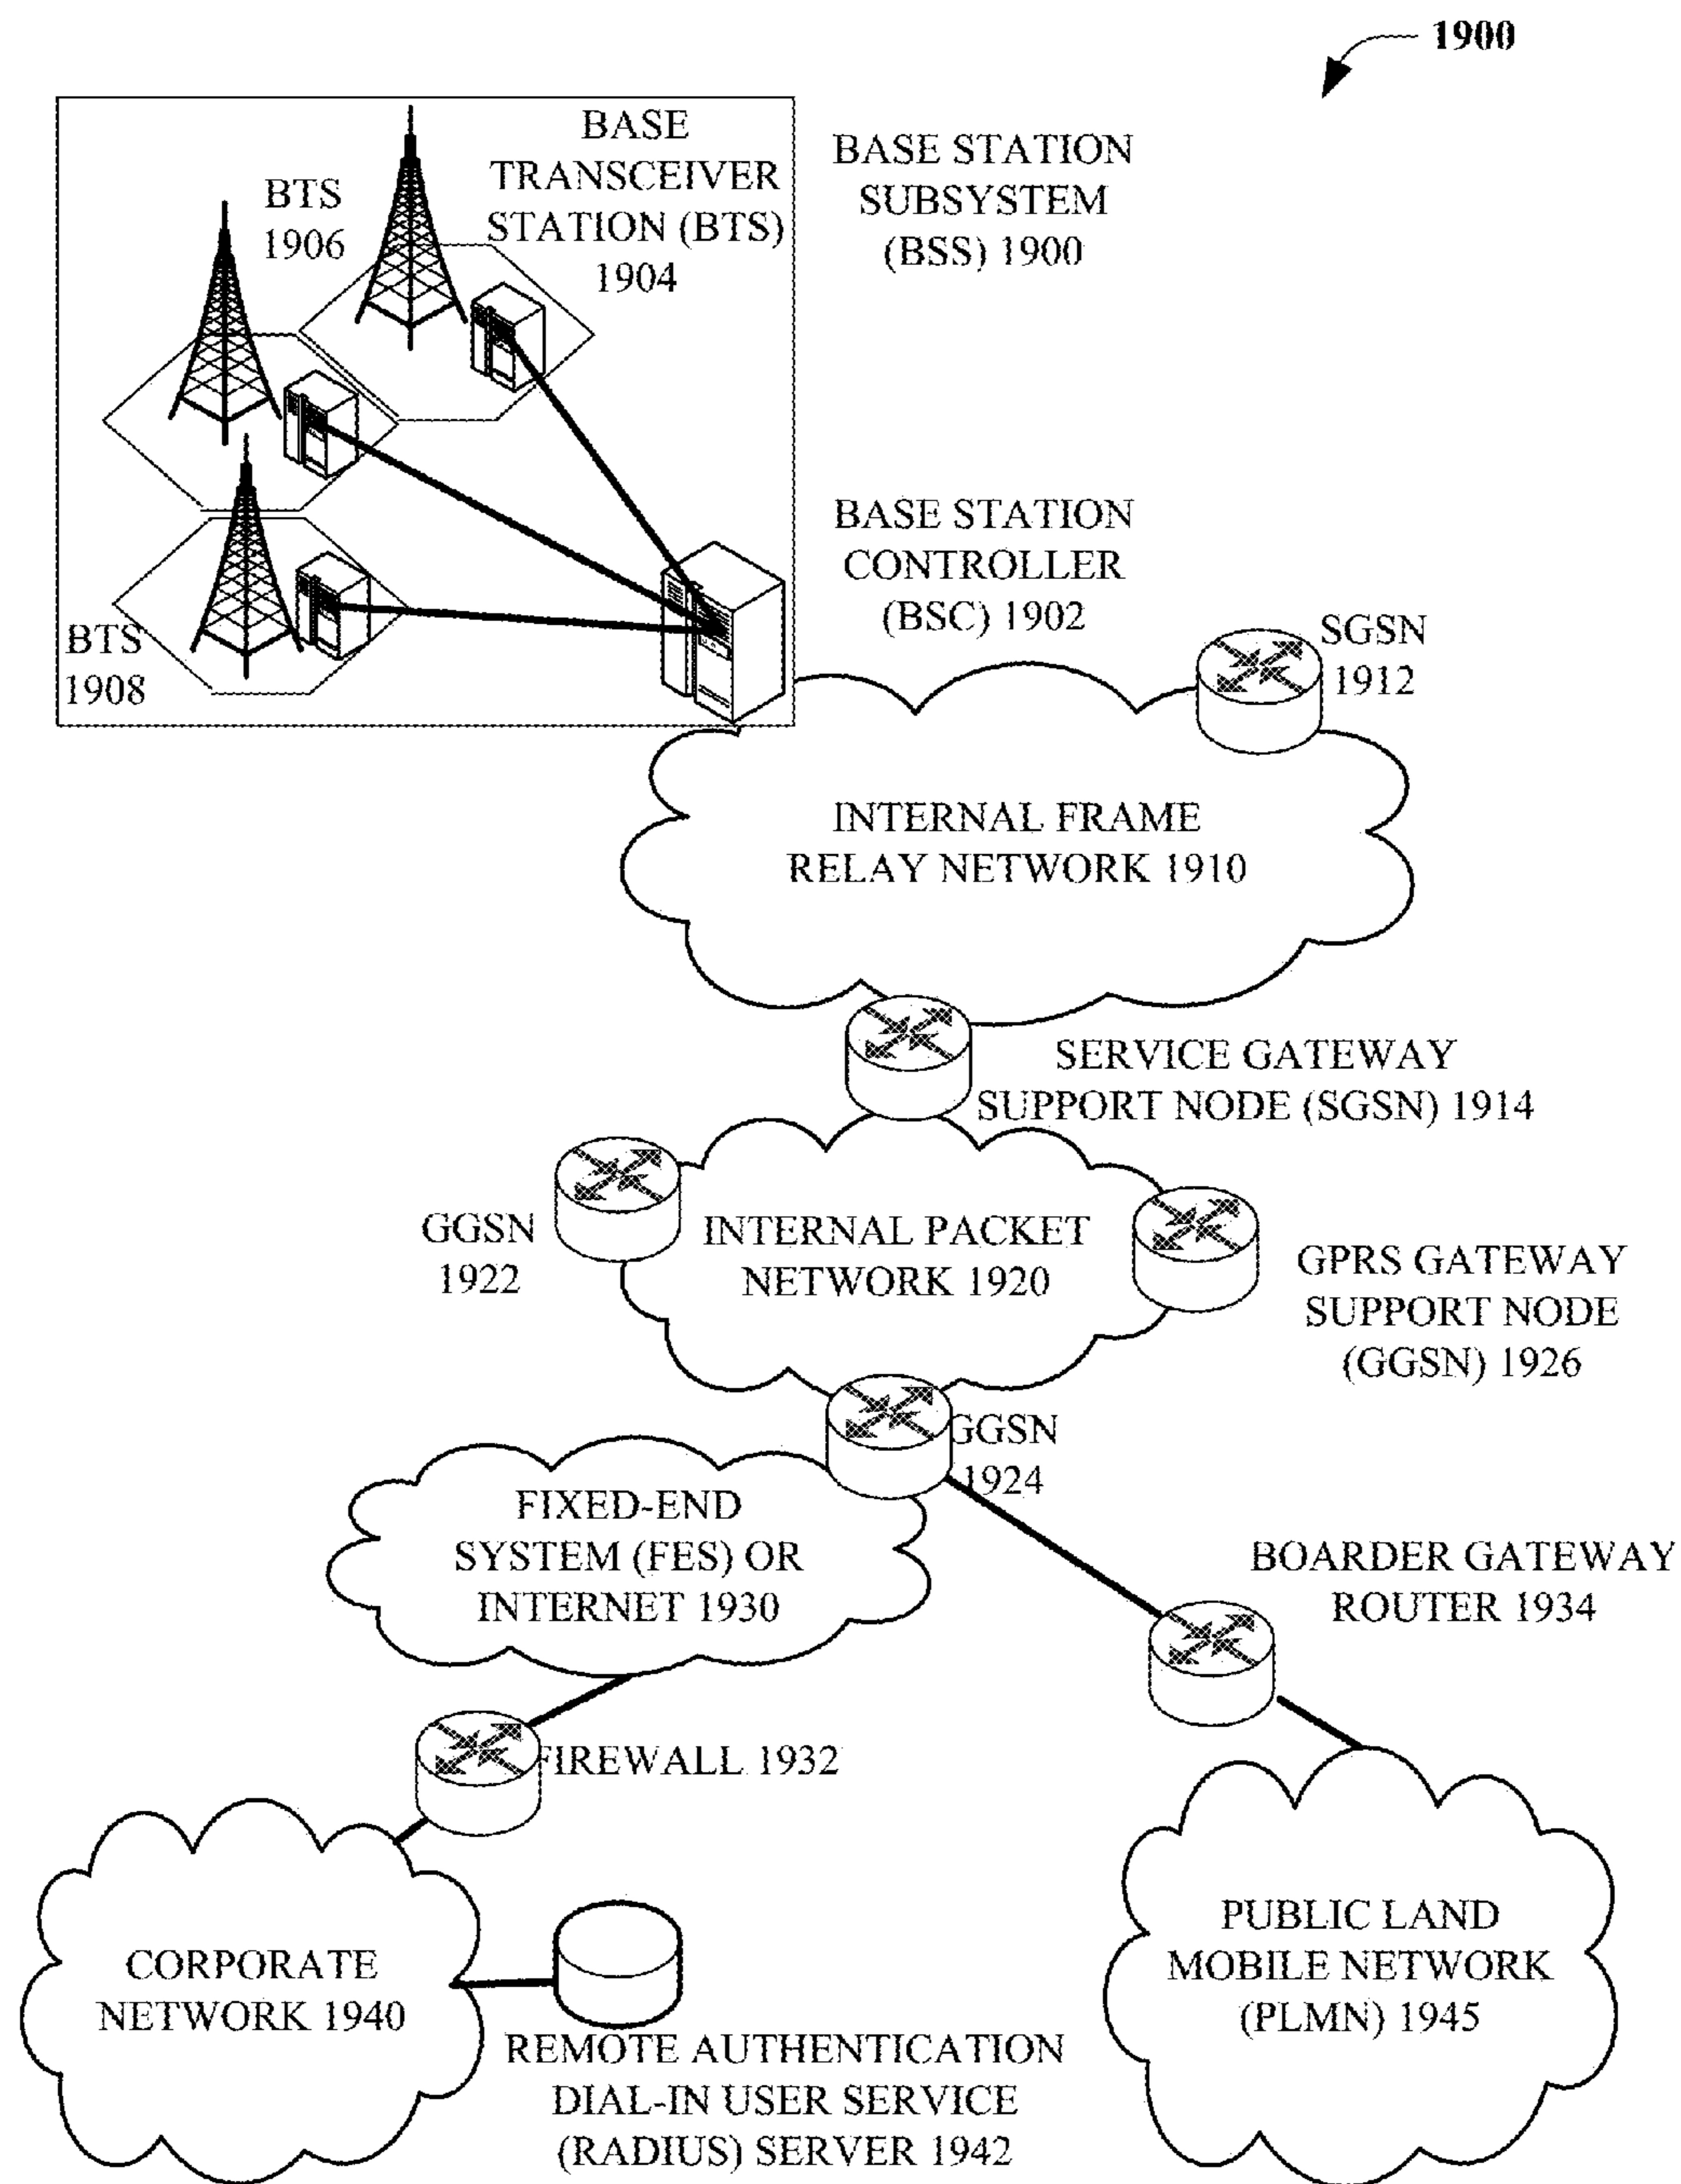 1900
BASE
TRANSCEIVER
STATION (BTS)
1904
BTS
1906
BASE STATION
SUBSYSTEM
(BSS) 1900
BASE STATION
CONTROLLER
(BSC) 1902
BTS
1908
SGSN
1912
INTERNAL FRAME
RELAY NETWORK 1910
SERVICE GATEWAY
SUPPORT NODE (SGSN) 1914
GGSN
1922
INTERNAL PACKET
NETWORK 1920
GPRS GATEWAY
SUPPORT NODE
(GGSN) 1926
GGSN
1924
FIXED-END
SYSTEM (FES) OR
INTERNET 1930
BOARDER GATEWAY
ROUTER 1934
FIREWALL 1932
CORPORATE
NETWORK 1940
PUBLIC LAND
MOBILE NETWORK
(PLMN) 1945
REMOTE AUTHENTICATION
DIAL-IN USER SERVICE
(RADIUS) SERVER 1942